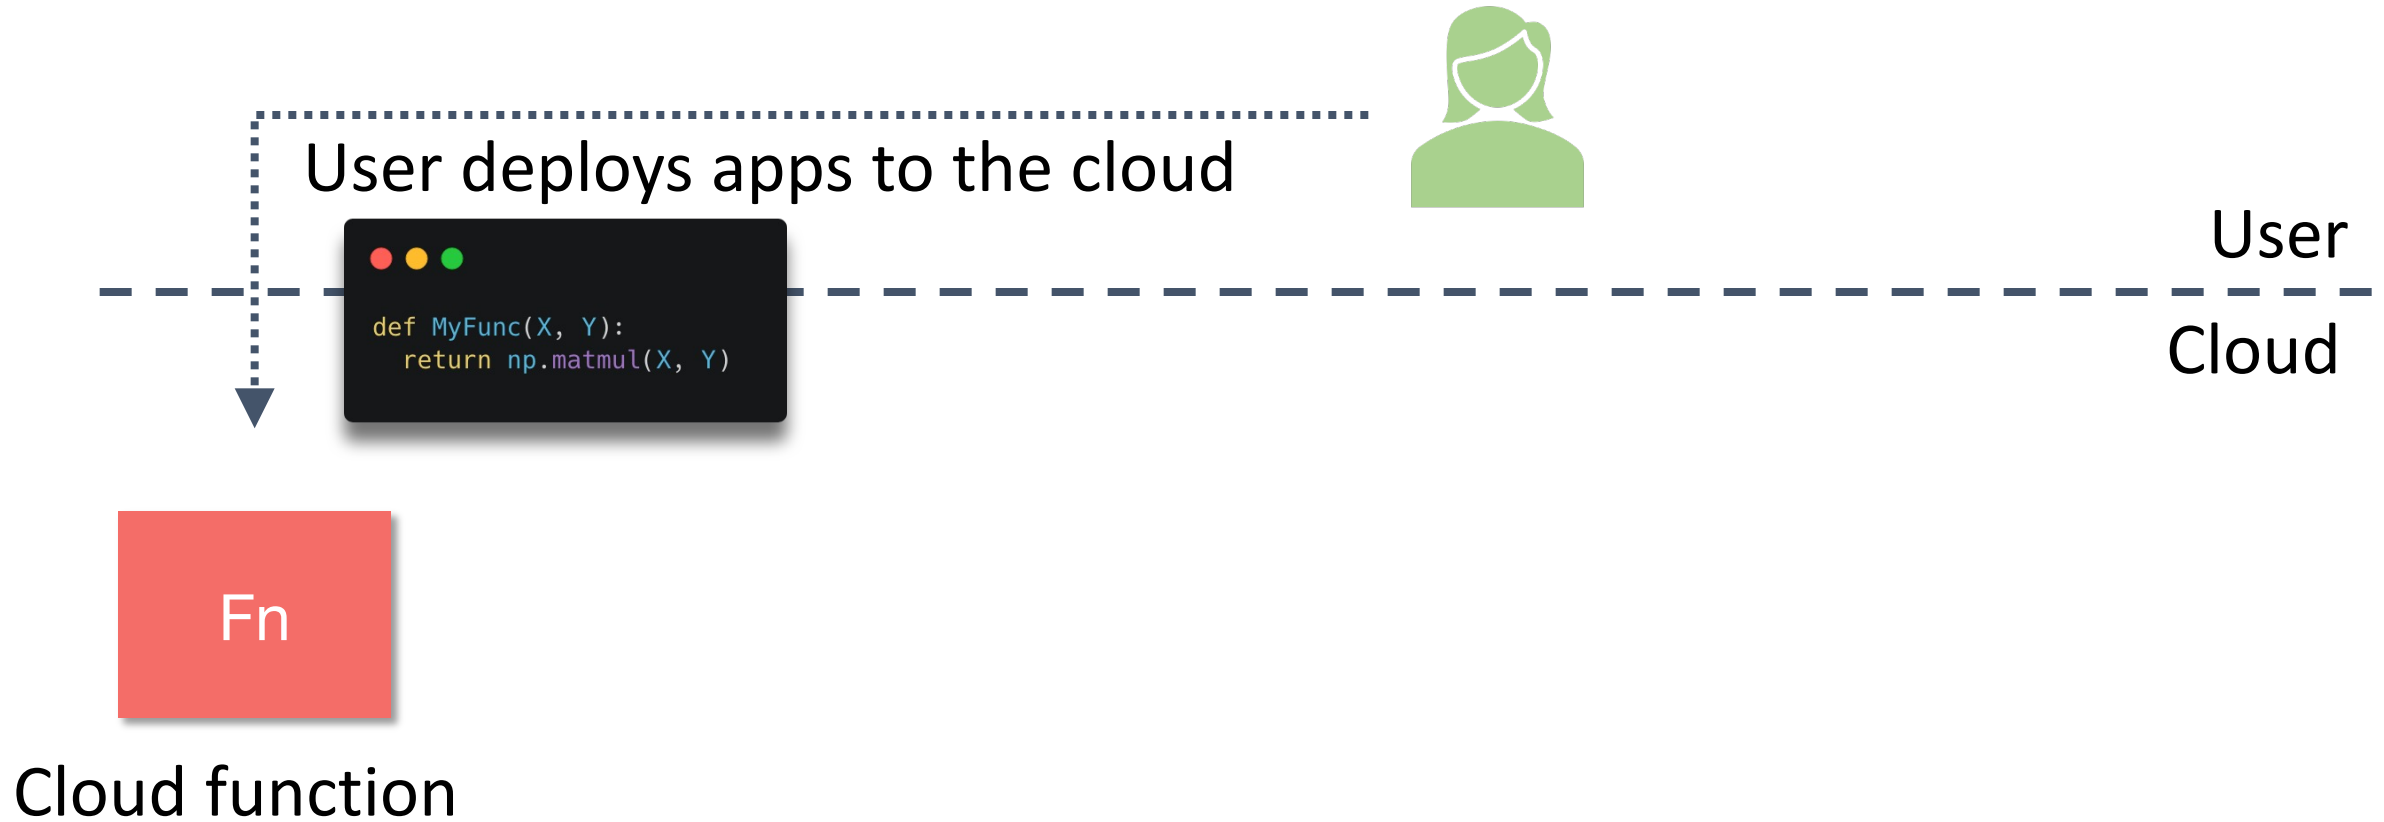 User deploys apps to the cloud
User
def MyFunc(X, Y):
  return np.matmul(X, Y)
Cloud
Fn
Cloud function